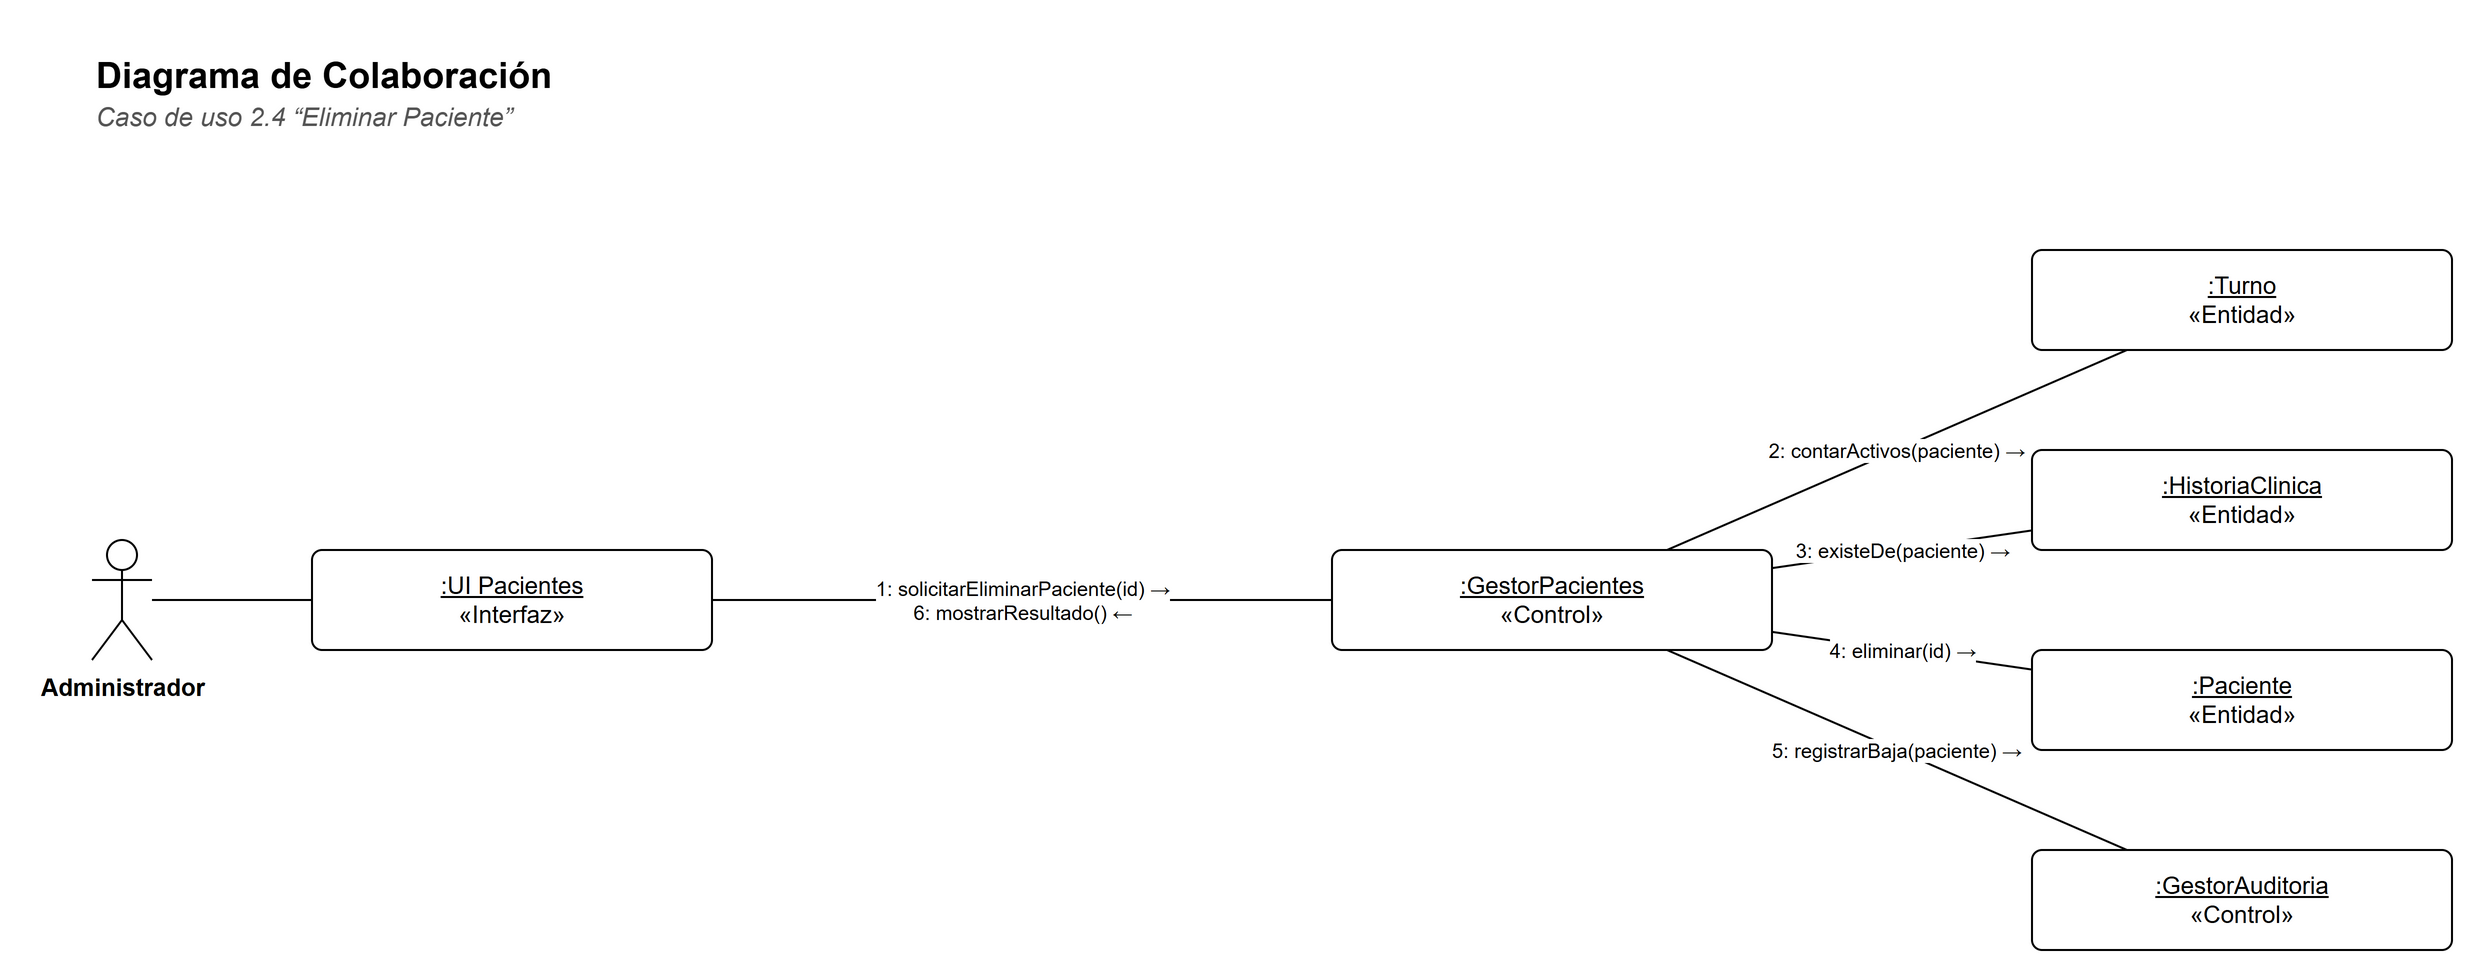 Diagrama de Colaboración
Caso de uso 2.4 “Eliminar Paciente”
:Turno
«Entidad»
2: contarActivos(paciente) →
:HistoriaClinica
«Entidad»
3: existeDe(paciente) →
:UI Pacientes
«Interfaz»
1: solicitarEliminarPaciente(id) →
6: mostrarResultado() ←
:GestorPacientes
«Control»
4: eliminar(id) →
Administrador
:Paciente
«Entidad»
5: registrarBaja(paciente) →
:GestorAuditoria
«Control»